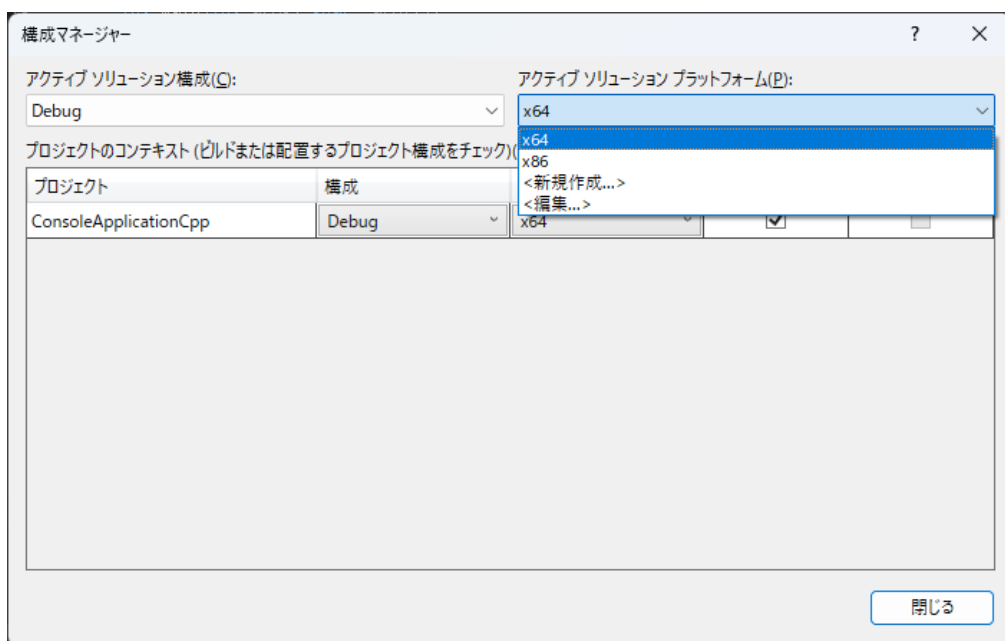 構成マネージャー
?
アクティブ ソリューション構成(C):
アクティブ ソリューション プラットフォーム(P):
Debug
x64
x64
x86
<新規作成...>
<編集...>
プロジェクトのコンテキスト (ビルドまたは配置するプロジェクト構成をチェック)(
プロジェクト
構成
ConsoleApplicationCpp
Debug
x64
閉じる